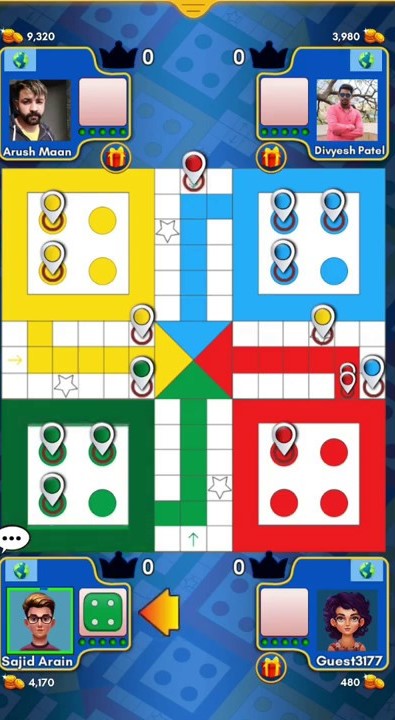 9,320
0
0
3,980
Arush Maan
Divyesh Patel
0
0
Sajid Arain
Guest3177
4,170
480